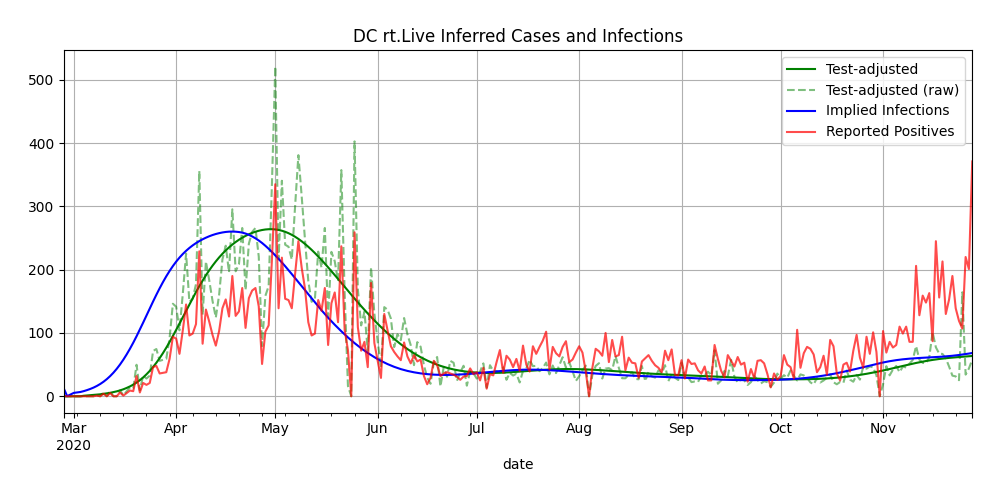 DC rt.Live Inferred Cases and Infections
Test-adjusted
Test-adjusted (raw)
Implied Infections
Reported Positives
500
400
300
200
100
0
Mar Apr May Jun Jul Aug Sep Oct Nov
2020
date